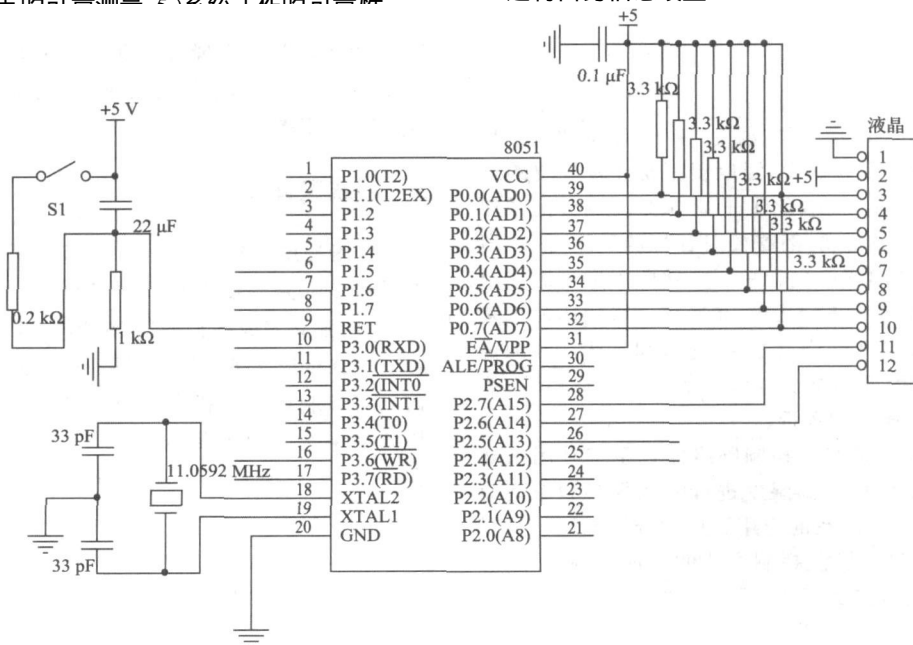 +5
0.1 μF
3.3 kΩ
3.3 kΩ
3.3 kΩ
3.3 kΩ
3.3 kΩ
3.3 kΩ
3.3 kΩ
+5
液晶
1
2
3
4
5
6
7
8
9
10
11
12
+5 V
S1
22 μF
0.2 kΩ
1 kΩ
33 pF
33 pF
11.0592 MHz
8051
1 P1.0(T2)
2 P1.1(T2EX)
3 P1.2
4 P1.3
5 P1.4
6 P1.5
7 P1.6
8 P1.7
9 RET
10 P3.0(RXD)
11 P3.1(TXD)
12 P3.2(INT0
13 P3.3(INT1
14 P3.4(T0)
15 P3.5(T1)
16 P3.6(WR)
17 P3.7(RD)
18 XTAL2
19 XTAL1
20 GND
VCC 40
P0.0(AD0) 39
P0.1(AD1) 38
P0.2(AD2) 37
P0.3(AD3) 36
P0.4(AD4) 35
P0.5(AD5) 34
P0.6(AD6) 33
P0.7(AD7) 32
EA/VPP 31
ALE/PROG 30
PSEN 29
P2.7(A15) 28
P2.6(A14) 27
P2.5(A13) 26
P2.4(A12) 25
P2.3(A11) 24
P2.2(A10) 23
P2.1(A9) 22
P2.0(A8) 21